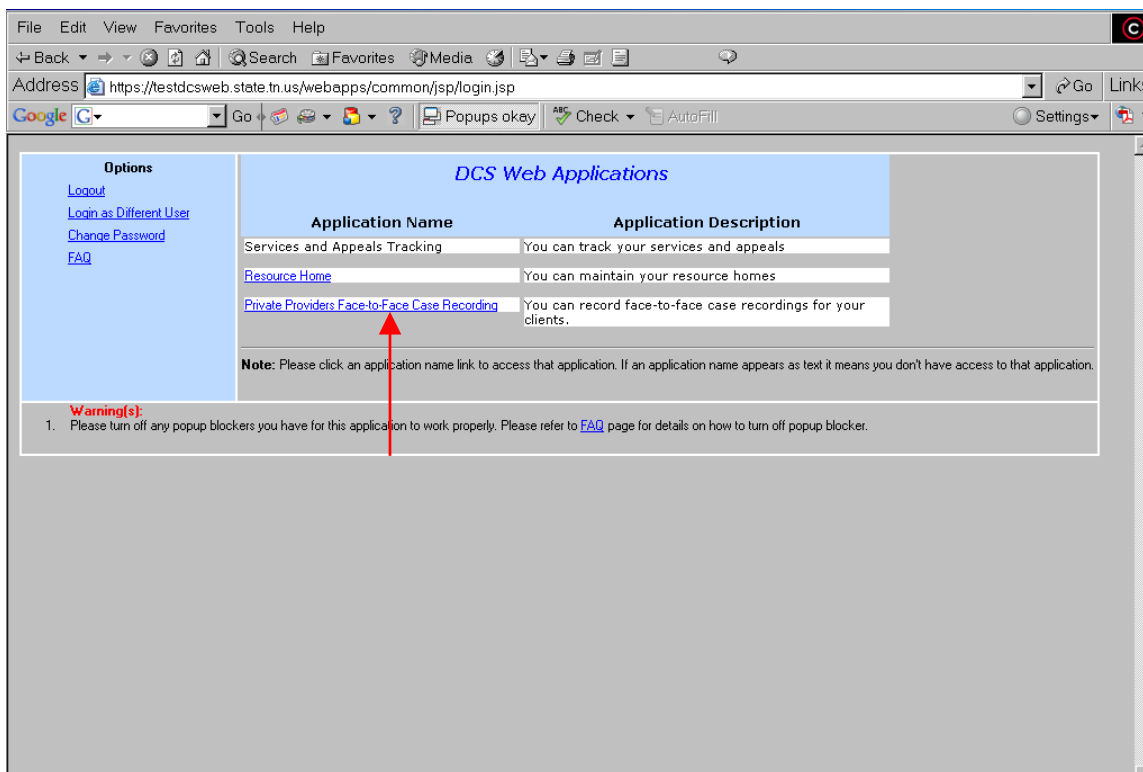 File Edit View Favorites Tools Help
Back Search Favorites Media
Address https://testdcsweb.state.tn.us/webapps/common/jsp/login.jsp Go Links
Google G Go Popups okay ABC Check AutoFill Settings
Options
Logout
Login as Different User
Change Password
FAQ
DCS Web Applications
Application Name Application Description
Services and Appeals Tracking You can track your services and appeals
Resource Home You can maintain your resource homes
Private Providers Face-to-Face Case Recording You can record face-to-face case recordings for your
clients.
Note: Please click an application name link to access that application. If an application name appears as text it means you don't have access to that application.
Warning(s):
1. Please turn off any popup blockers you have for this application to work properly. Please refer to FAQ page for details on how to turn off popup blocker.